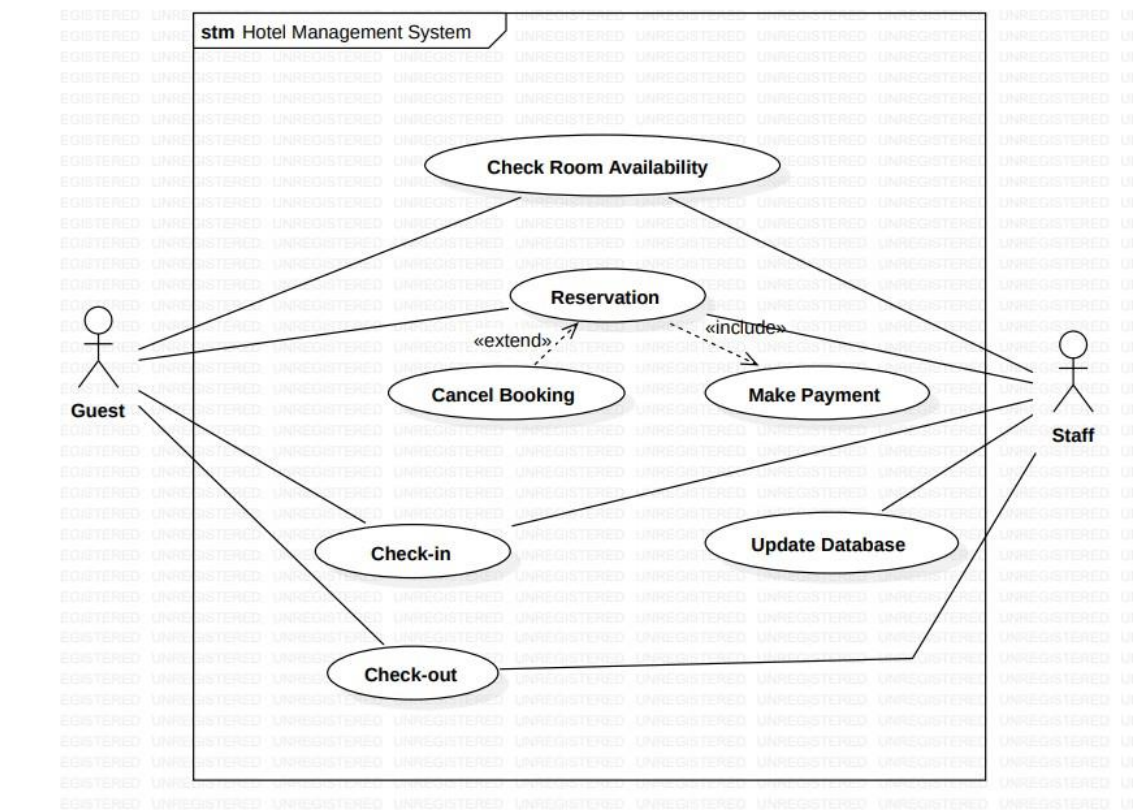 stm Hotel Management System
Check Room Availability
Reservation
«extend»
«include»
Cancel Booking
Make Payment
Guest
Staff
Check-in
Update Database
Check-out